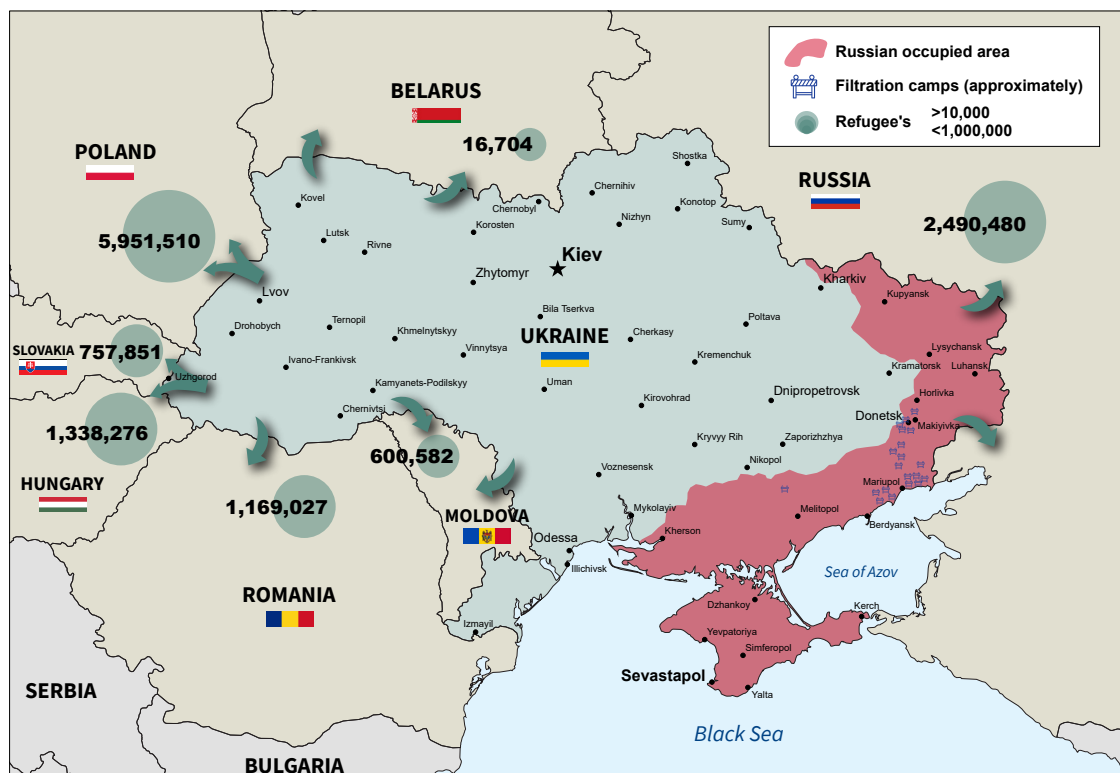 Russian occupied area
Filtration camps (approximately)
Refugee's
>10,000
<1,000,000
BELARUS
16,704
POLAND
5,951,510
RUSSIA
2,490,480
SLOVAKIA
757,851
1,338,276
HUNGARY
1,169,027
ROMANIA
600,582
MOLDOVA
SERBIA
BULGARIA
UKRAINE
Shostka
Kovel
Chernihiv
Chernobyl
Konotop
Nizhyn
Sumy
Korosten
Lutsk
Rivne
Kiev
Zhytomyr
Kharkiv
Lvov
Kupyansk
Bila Tserkva
Poltava
Drohobych
Ternopil
Khmelnytskyy
Cherkasy
Vinnytsya
Lysychansk
Ivano-Frankivsk
Kremenchuk
Kramatorsk
Luhansk
Uzhgorod
Kamyanets-Podilskyy
Uman
Kirovohrad
Dnipropetrovsk
Horlivka
Chernivtsi
Donetsk
Makiyivka
Kryvyy Rih
Zaporizhzhya
Nikopol
Voznesensk
Mariupol
Mykolayiv
Melitopol
Berdyansk
Kherson
Odessa
Illichivsk
Sea of Azov
Dzhankoy
Kerch
Izmayil
Yevpatoriya
Simferopol
Sevastapol
Yalta
Black Sea